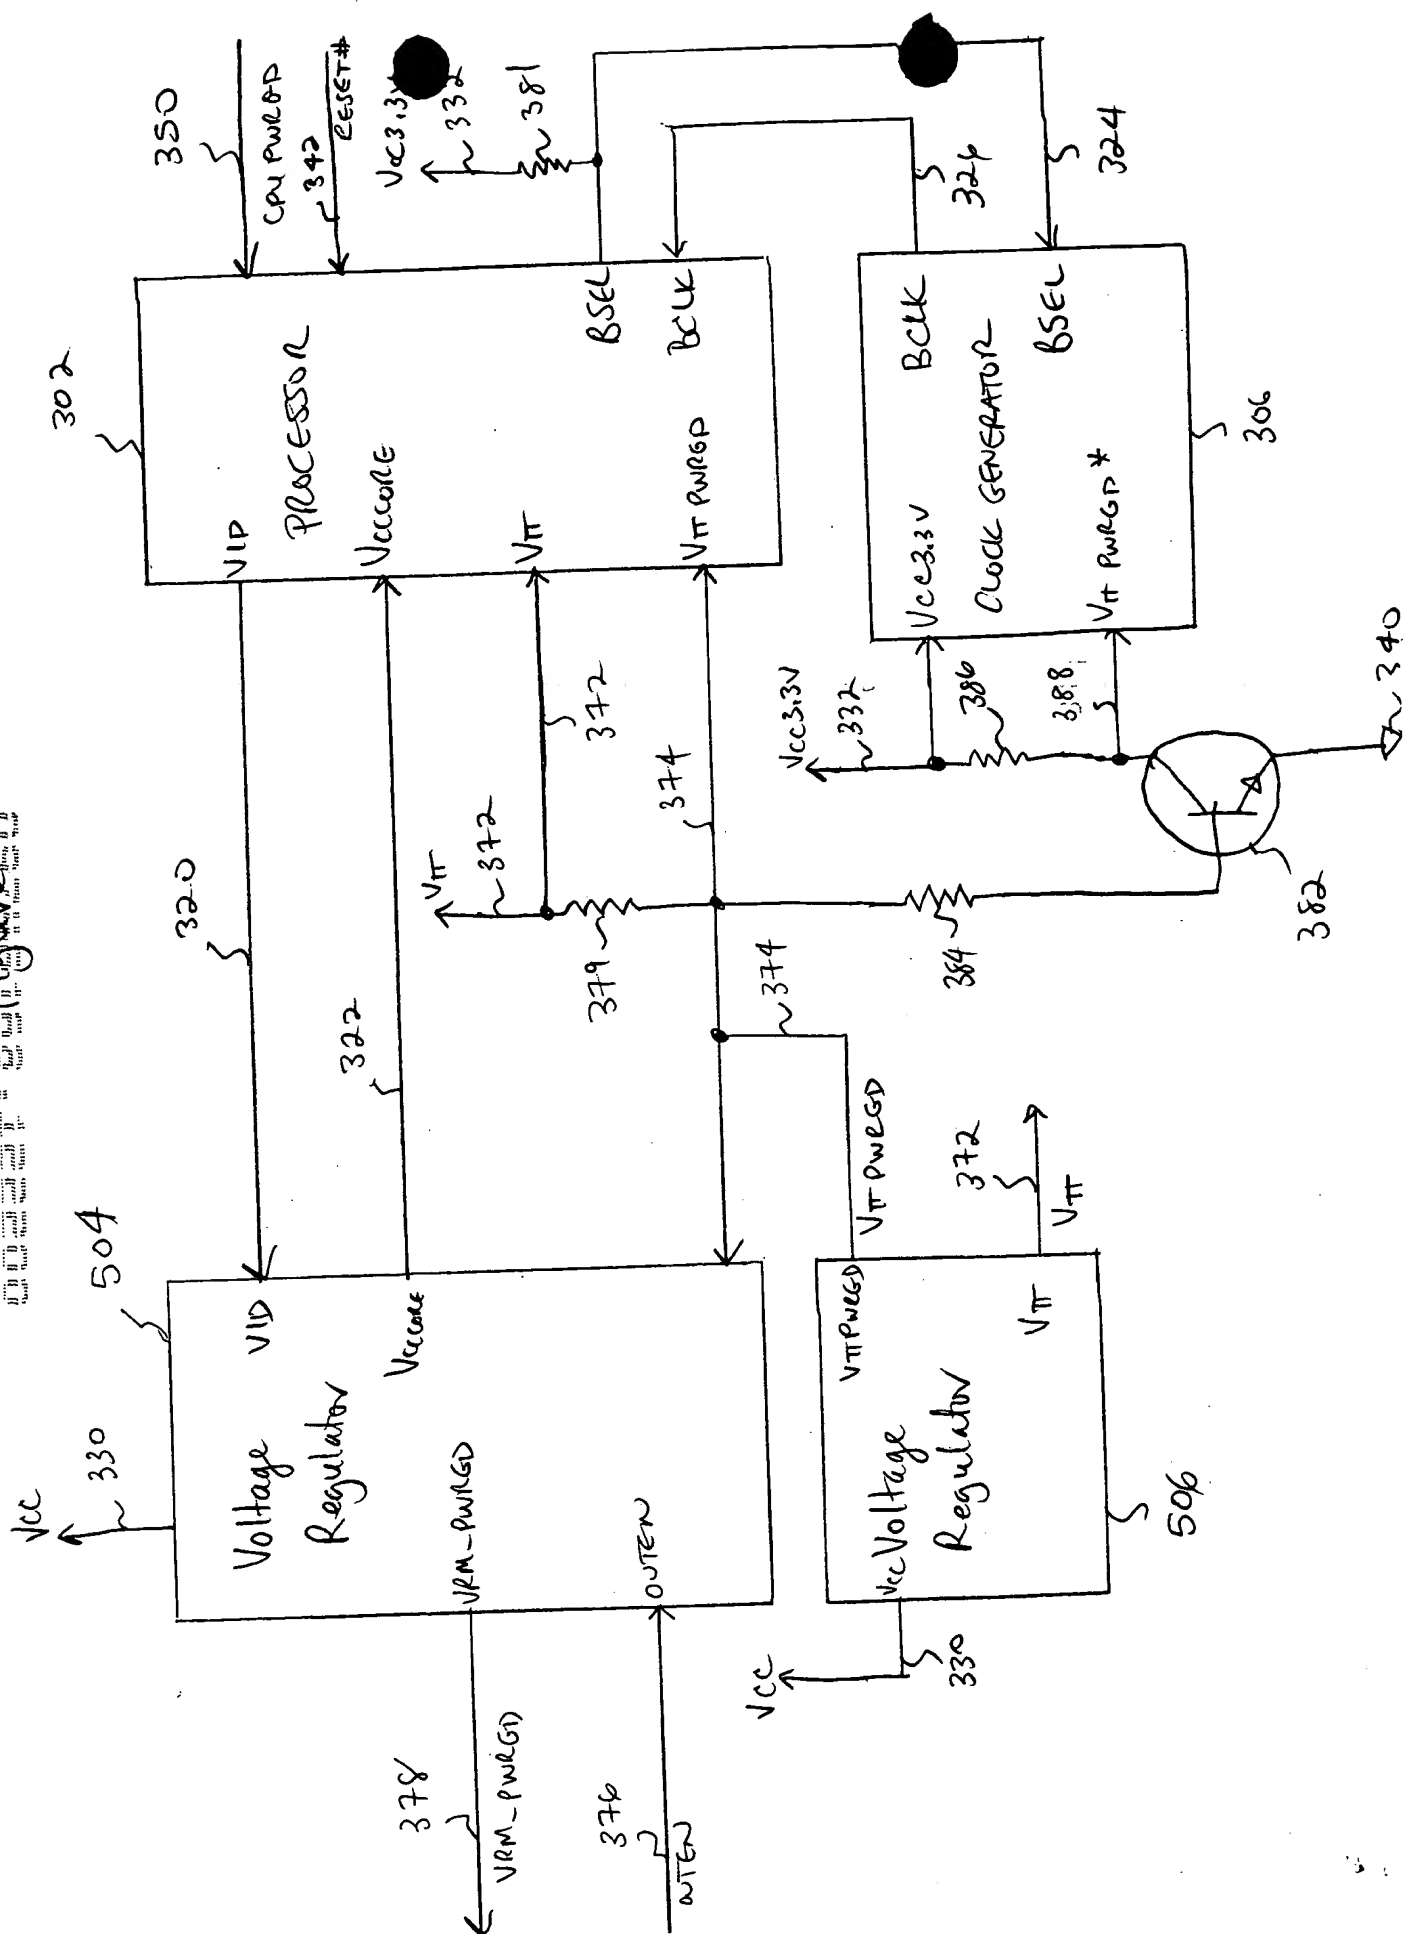 350
CPU PWRGD
342
RESET#
Vcc3.3V
332
381
324
326
302
PROCESSOR
VID
VCCCORE
VTT
VTT PWRGD
BSEL
BCLK
BCLK
BSEL
CLOCK GENERATOR
VCC3.3V
VTT PWRGD*
306
320
322
VTT
372
372
374
379
374
384
VCC3.3V
332
386
388
382
340
504
VCC
330
Voltage
Regulator
VID
VCCCORE
VRM_PWRGD
OUTEN
378
VRM_PWRGD
376
OUTEN
VTT PWRGD
372
VTT
VTTPWRGD
VTT
Vcc Voltage
Regulator
506
VCC
330